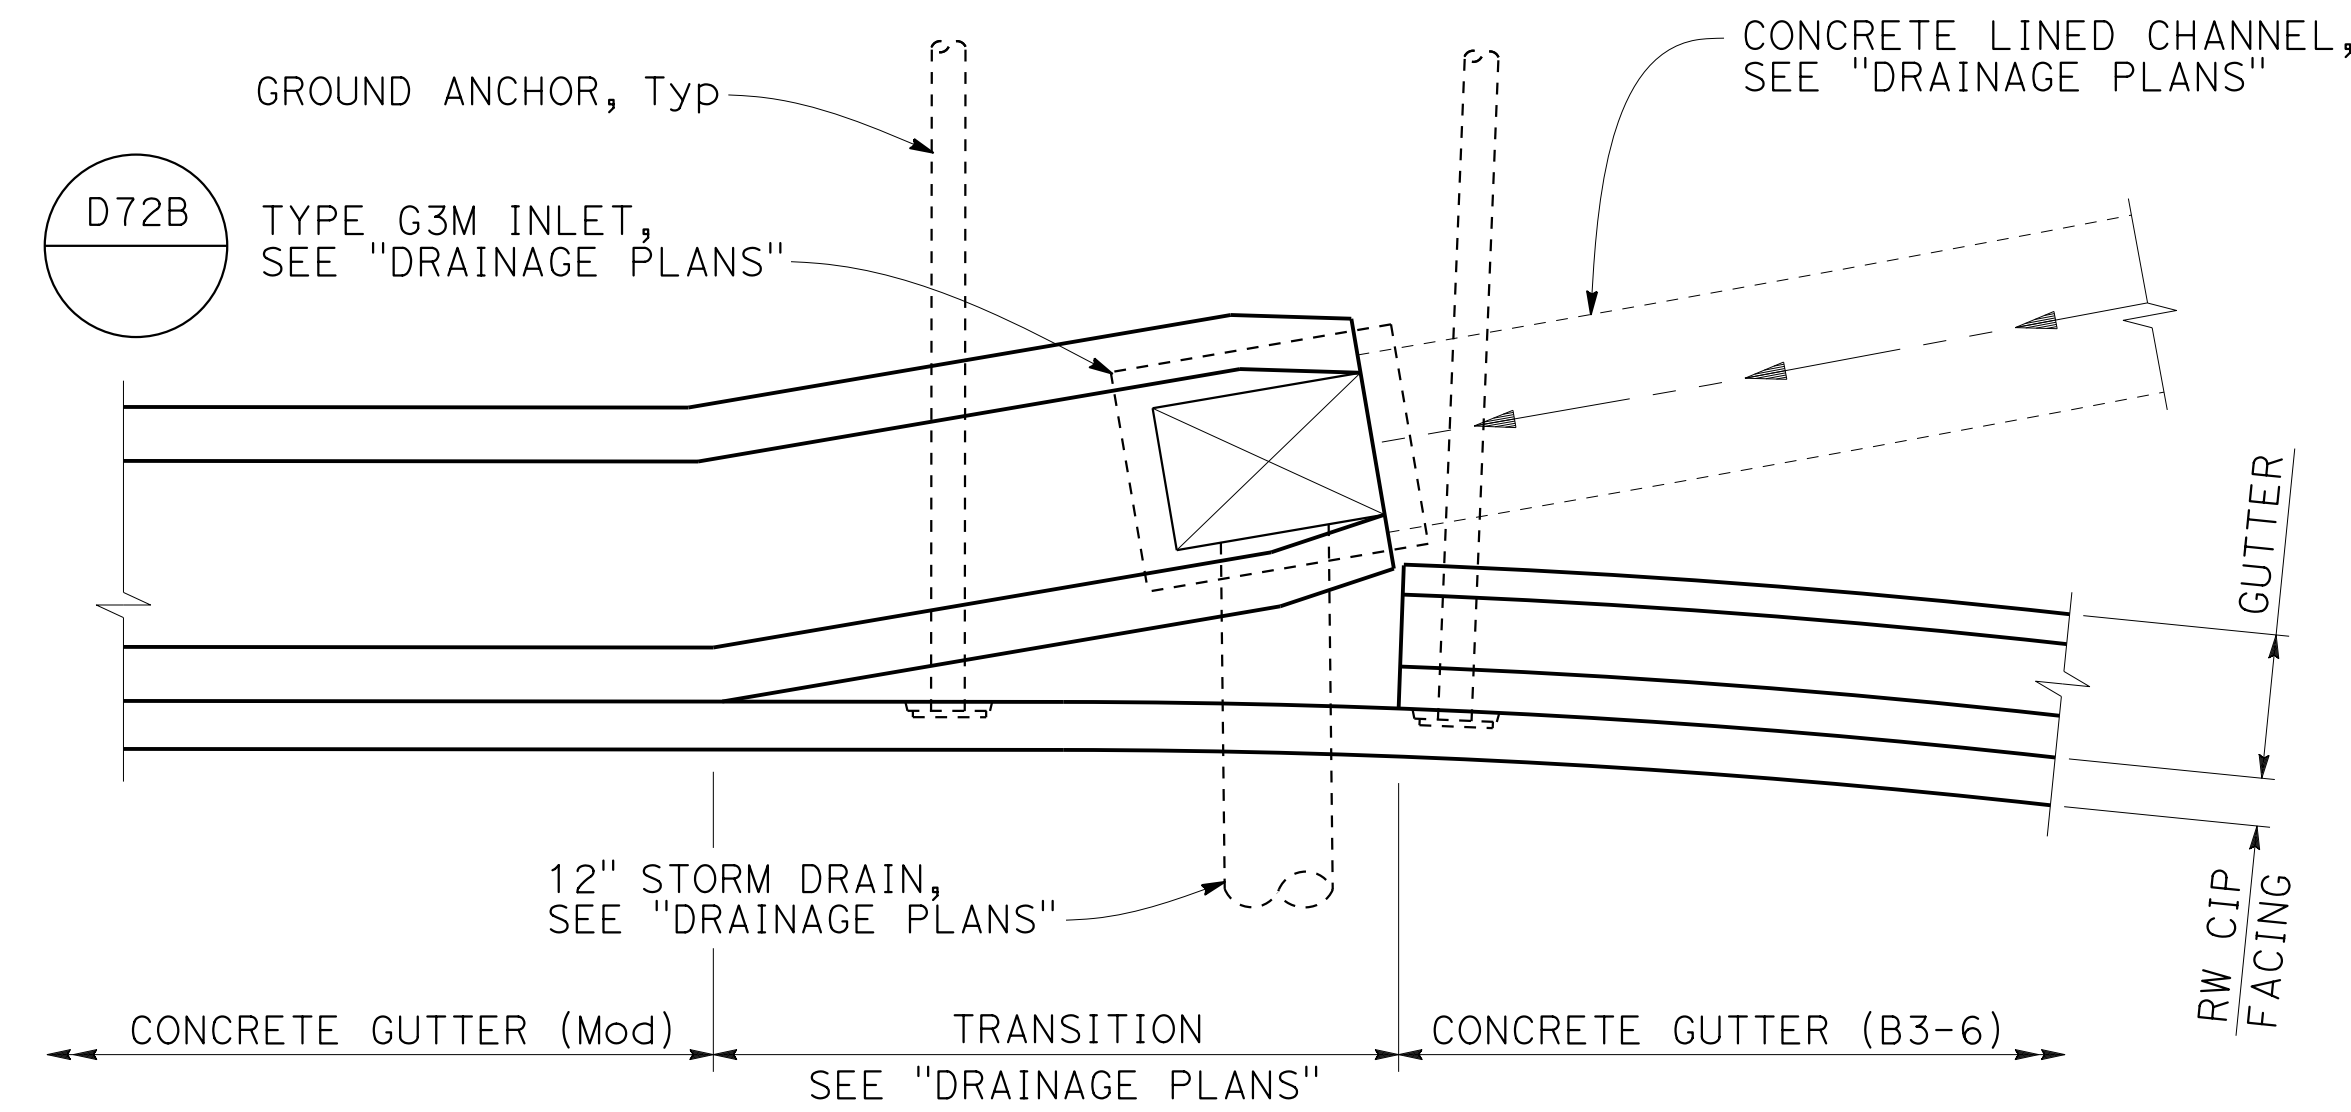 CONCRETE LINED CHANNEL,
SEE "DRAINAGE PLANS"
GROUND ANCHOR, Typ
D72B
TYPE G3M INLET,
SEE "DRAINAGE PLANS"
GUTTER
12" STORM DRAIN,
SEE "DRAINAGE PLANS"
RW CIP
FACING
CONCRETE GUTTER (Mod)
TRANSITION
SEE "DRAINAGE PLANS"
CONCRETE GUTTER (B3-6)